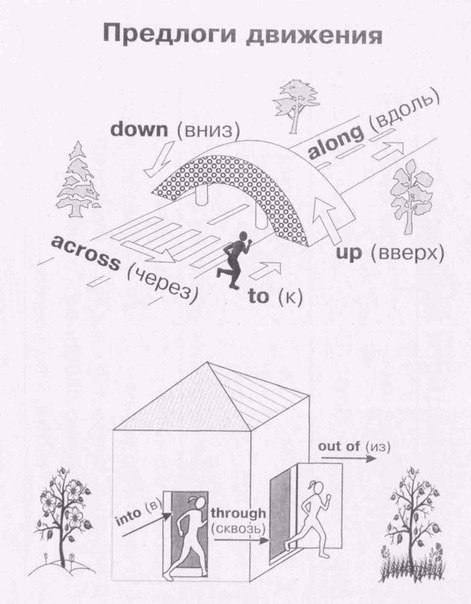 Предлоги движения
down (вниз)
along (вдоль)
across (через)
up (вверх)
to (к)
out of (из)
into (в)
through
(сквозь)